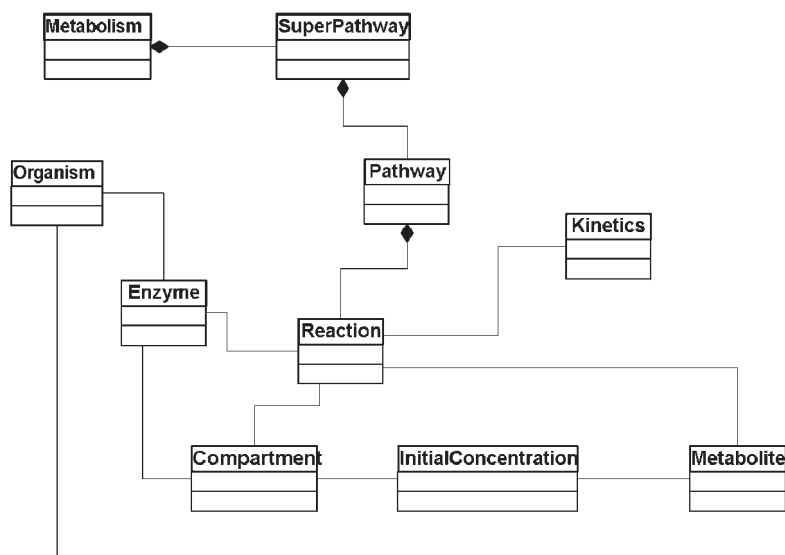 Metabolism
SuperPathway
Organism
Pathway
Kinetics
Enzyme
Reaction
Compartment
InitialConcentration
Metabolite